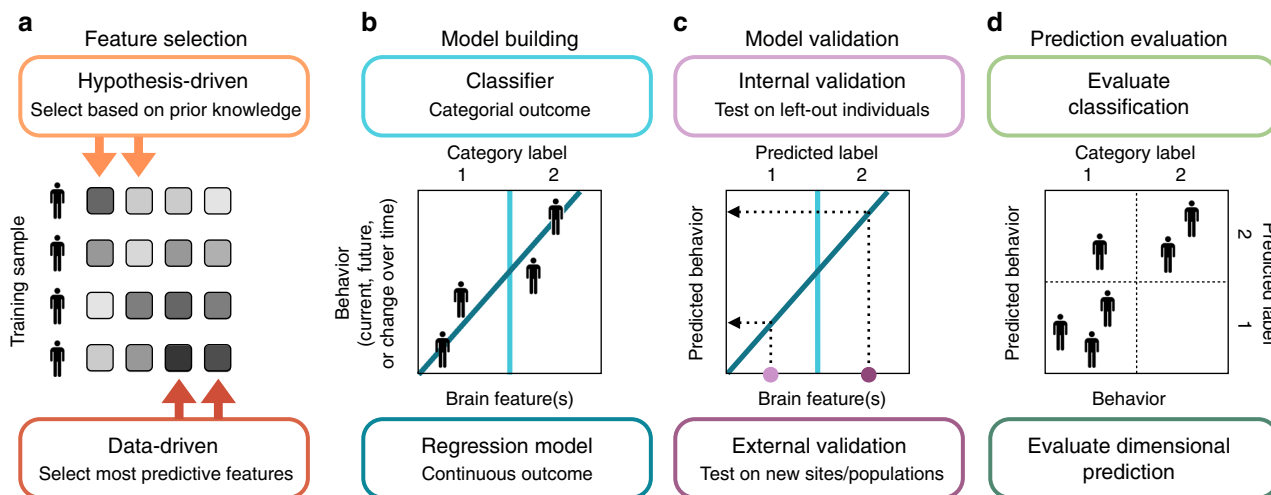 a
Feature selection
Hypothesis-driven
Select based on prior knowledge
Training sample
Data-driven
Select most predictive features
b
Model building
Classifier
Categorial outcome
Category label
1 2
Behavior
(current, future,
or change over time)
Brain feature(s)
Regression model
Continuous outcome
c
Model validation
Internal validation
Test on left-out individuals
Predicted label
1 2
Predicted behavior
Brain feature(s)
External validation
Test on new sites/populations
d
Prediction evaluation
Evaluate
classification
Category label
1 2
Predicted behavior
2
1
Predicted label
Behavior
Evaluate dimensional
prediction